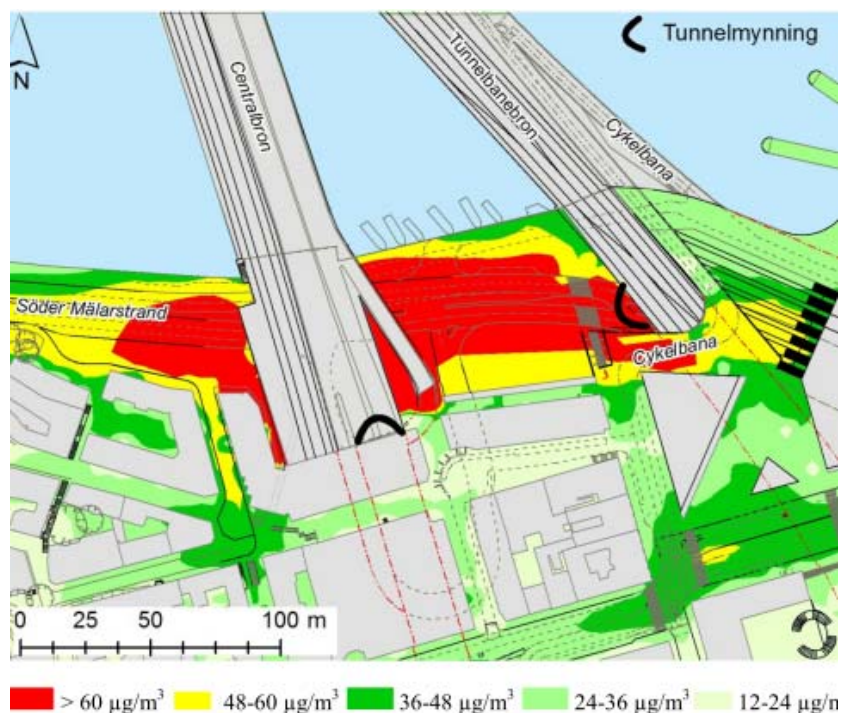 Tunnelmynning
N
Centralbron
Tunnelbanebron
Cykelbana
Söder Mälarstrand
Cykelbana
0 25 50 100 m
> 60 µg/m³ 48-60 µg/m³ 36-48 µg/m³ 24-36 µg/m³ 12-24 µg/m